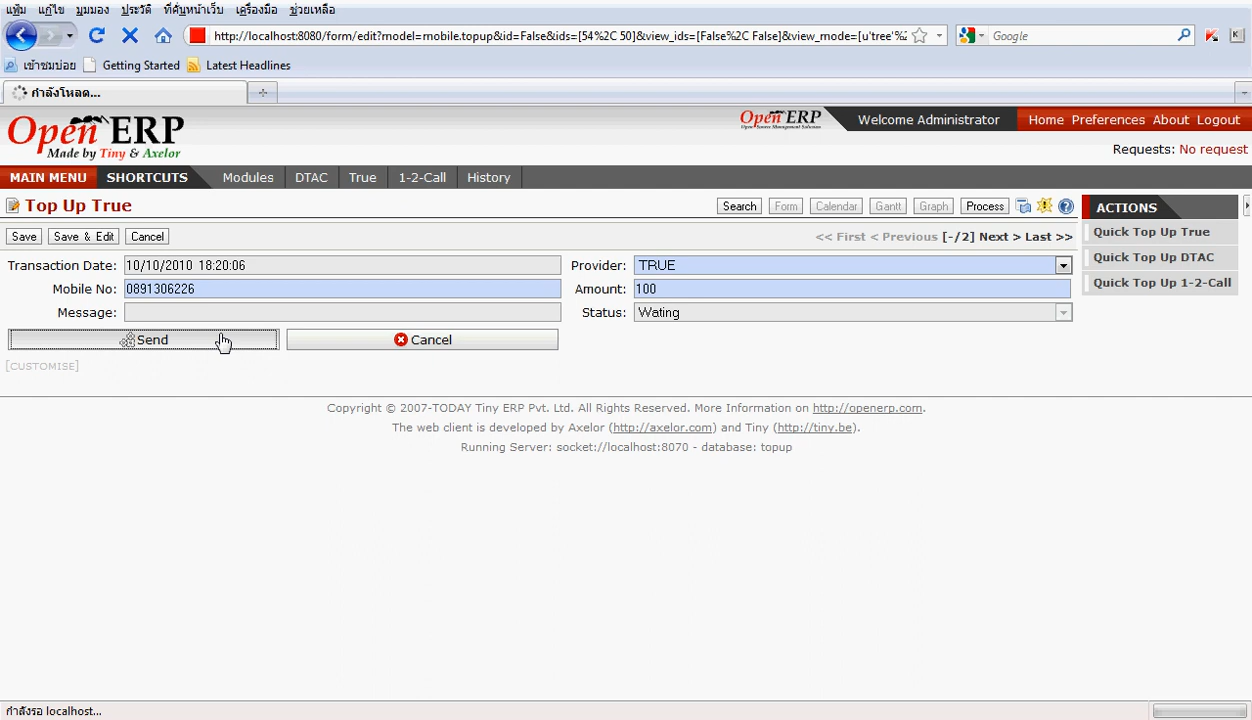 แฟ้ม แก้ไข มุมมอง ประวัติ ที่คั่นหน้าเว็บ เครื่องมือ ช่วยเหลือ
http://localhost:8080/form/edit?model=mobile.topup&id=False&ids=[54%2C 50]&view_ids=[False%2C False]&view_mode=[u'tree'%2 Google
เข้าชมบ่อย Getting Started Latest Headlines
กำลังโหลด...
Open ERP
Made by Tiny & Axelor
Open ERP Welcome Administrator Home Preferences About Logout
Open Source Management Solution
Requests: No request
MAIN MENU SHORTCUTS Modules DTAC True 1-2-Call History
Top Up True Search Form Calendar Gantt Graph Process
ACTIONS
Quick Top Up True
Quick Top Up DTAC
Quick Top Up 1-2-Call
Save Save & Edit Cancel << First < Previous [-/2] Next > Last >>
Transaction Date: 10/10/2010 18:20:06 Provider: TRUE
Mobile No: 0891306226 Amount: 100
Message: Status: Wating
Send Cancel
[CUSTOMISE]
Copyright © 2007-TODAY Tiny ERP Pvt. Ltd. All Rights Reserved. More Information on http://openerp.com.
The web client is developed by Axelor (http://axelor.com) and Tiny (http://tiny.be).
Running Server: socket://localhost:8070 - database: topup
กำลังรอ localhost...